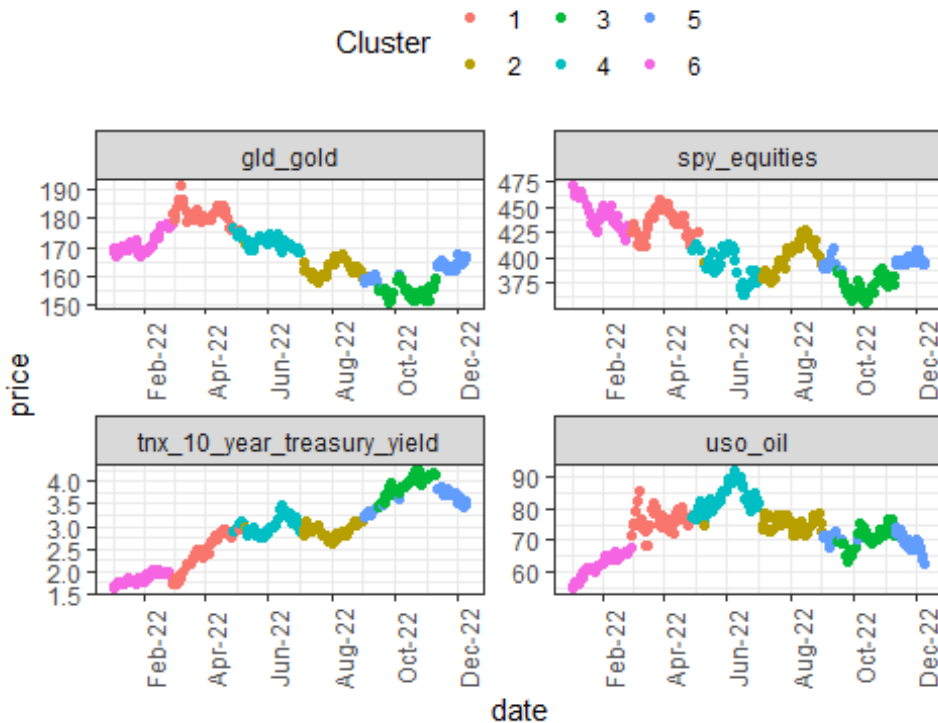 Cluster
1 3 5
2 4 6
gld_gold
spy_equities
190
180
170
160
150
475
450
425
400
375
Feb-22
Apr-22
Jun-22
Aug-22
Oct-22
Dec-22
Feb-22
Apr-22
Jun-22
Aug-22
Oct-22
Dec-22
price
tnx_10_year_treasury_yield
uso_oil
4.0
3.5
3.0
2.5
2.0
1.5
90
80
70
60
Feb-22
Apr-22
Jun-22
Aug-22
Oct-22
Dec-22
Feb-22
Apr-22
Jun-22
Aug-22
Oct-22
Dec-22
date